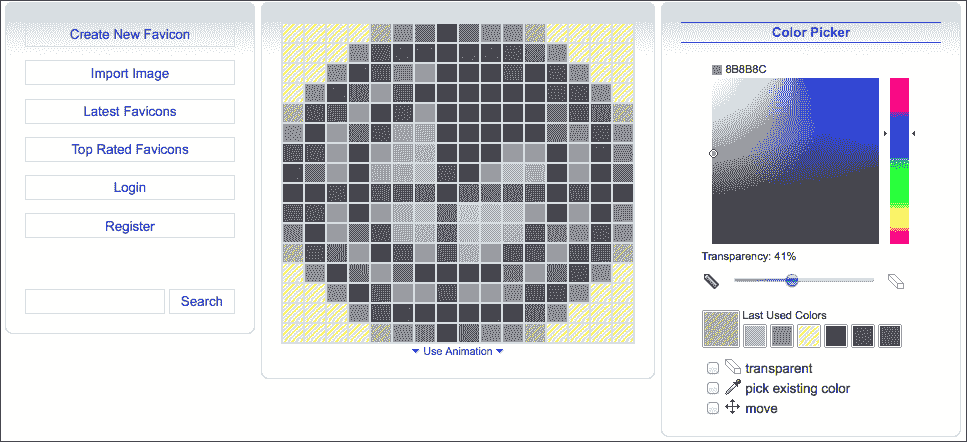 Create New Favicon
Import Image
Latest Favicons
Top Rated Favicons
Login
Register
Search
Use Animation
Color Picker
8B8B8C
Transparency: 41%
Last Used Colors
transparent
pick existing color
move